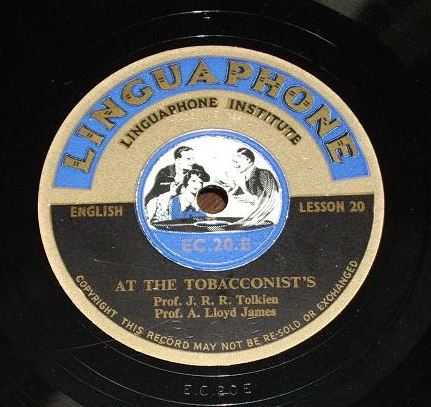 LINGUAPHONE
LINGUAPHONE INSTITUTE
ENGLISH
LESSON 20
EC.20.E
AT THE TOBACCONIST'S
Prof. J. R. R. Tolkien
Prof. A. Lloyd James
COPYRIGHT THIS RECORD MAY NOT BE RE-SOLD OR EXCHANGED
E.C.20E